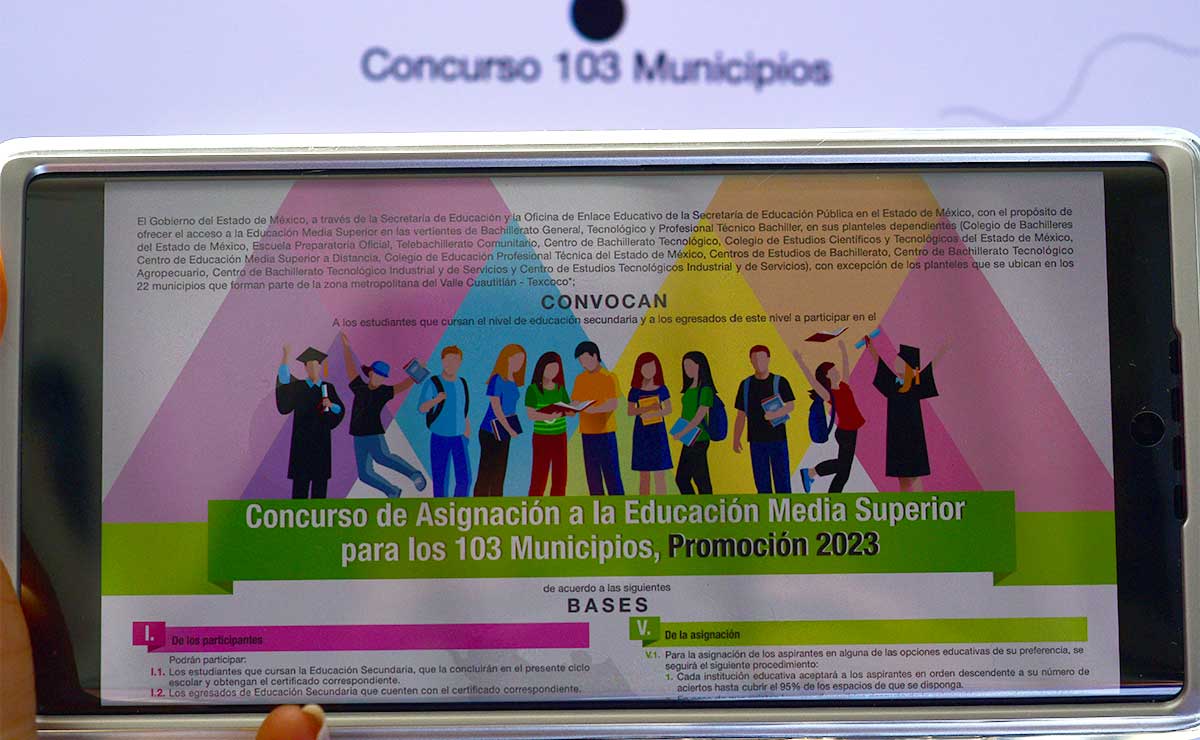 Concurso 103 Municipios
El Gobierno del Estado de México, a través de la Secretaría de Educación y la Oficina de Enlace Educativo de la Secretaría de Educación Pública en el Estado de México, con el propósito de
ofrecer el acceso a la Educación Media Superior en las vertientes de Bachillerato General, Tecnológico y Profesional Técnico Bachiller, en sus planteles dependientes (Colegio de Bachilleres
del Estado de México, Escuela Preparatoria Oficial, Telebachillerato Comunitario, Centro de Bachillerato Tecnológico, Colegio de Estudios Científicos y Tecnológicos del Estado de México,
Centro de Educación Media Superior a Distancia, Colegio de Educación Profesional Técnica del Estado de México, Centros de Estudios de Bachillerato, Centro de Bachillerato Tecnológico
Agropecuario, Centro de Bachillerato Tecnológico Industrial y de Servicios y Centro de Estudios Tecnológicos Industrial y de Servicios), con excepción de los planteles que se ubican en los
22 municipios que forman parte de la zona metropolitana del Valle Cuautitlán - Texcoco*;
CONVOCAN
A los estudiantes que cursan el nivel de educación secundaria y a los egresados de este nivel a participar en el
Concurso de Asignación a la Educación Media Superior
para los 103 Municipios, Promoción 2023
de acuerdo a las siguientes
BASES
I. De los participantes
Podrán participar:
I.1. Los estudiantes que cursan la Educación Secundaria, que la concluirán en el presente ciclo
escolar y obtengan el certificado correspondiente.
I.2. Los egresados de Educación Secundaria que cuenten con el certificado correspondiente.
V. De la asignación
V.1. Para la asignación de los aspirantes en alguna de las opciones educativas de su preferencia, se
seguirá el siguiente procedimiento:
1. Cada institución educativa aceptará a los aspirantes en orden descendente a su número de
aciertos hasta cubrir el 95% de los espacios de que se disponga.